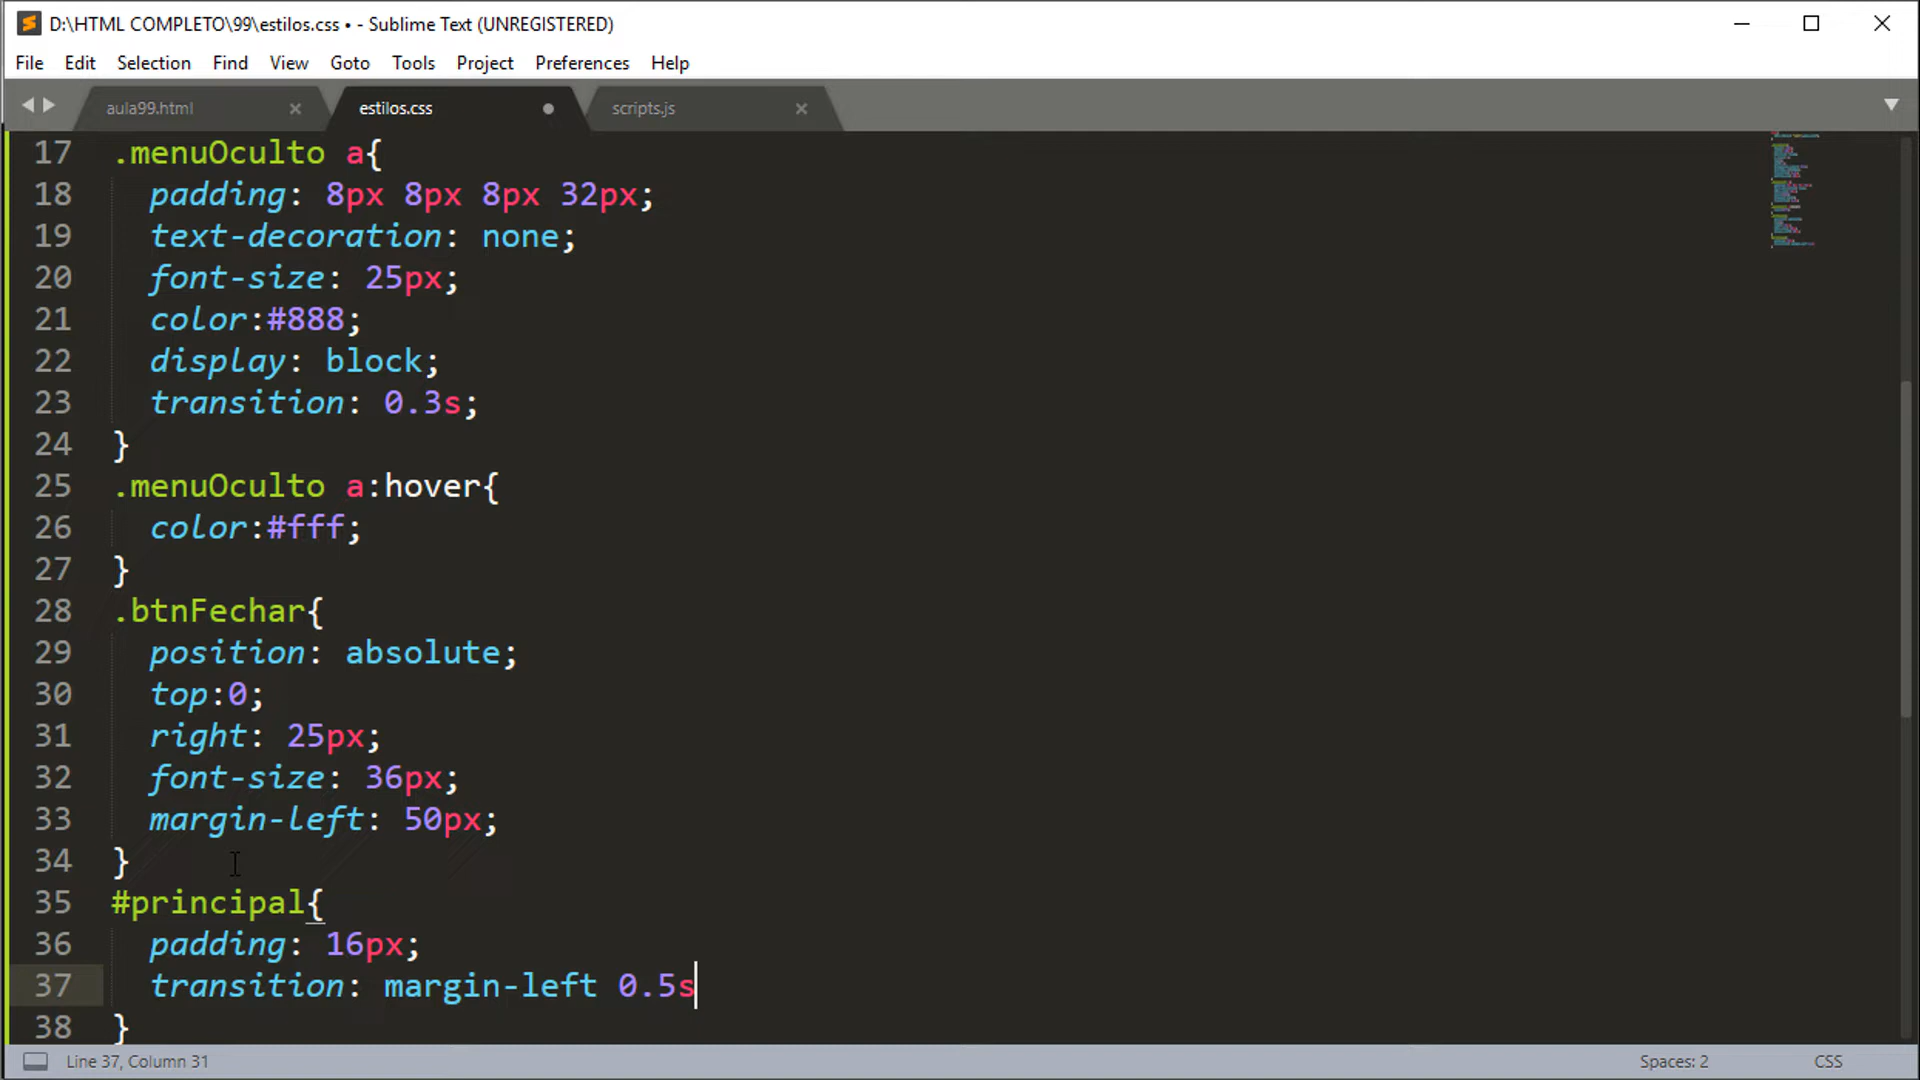 D:\HTML COMPLETO\99\estilos.css • - Sublime Text (UNREGISTERED)
File Edit Selection Find View Goto Tools Project Preferences Help
aula99.html estilos.css scripts.js
17 .menuOculto a{
18 padding: 8px 8px 8px 32px;
19 text-decoration: none;
20 font-size: 25px;
21 color:#888;
22 display: block;
23 transition: 0.3s;
24 }
25 .menuOculto a:hover{
26 color:#fff;
27 }
28 .btnFechar{
29 position: absolute;
30 top:0;
31 right: 25px;
32 font-size: 36px;
33 margin-left: 50px;
34 }
35 #principal{
36 padding: 16px;
37 transition: margin-left 0.5s
38 }
Line 37, Column 31 Spaces: 2 CSS